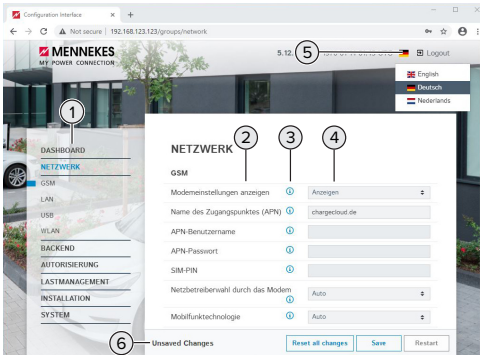 Configuration Interface
Not secure | 192.168.123.123/groups/network
MENNEKES
MY POWER CONNECTION
5.12.
5
Logout
English
Deutsch
Nederlands
1
DASHBOARD
NETZWERK
GSM
LAN
USB
WLAN
BACKEND
AUTORISIERUNG
LASTMANAGEMENT
INSTALLATION
SYSTEM
NETZWERK
2
3
4
GSM
Modemeinstellungen anzeigen
Anzeigen
Name des Zugangspunktes (APN)
chargecloud.de
APN-Benutzername
APN-Passwort
SIM-PIN
Netzbetreiberwahl durch das Modem
Auto
Mobilfunktechnologie
Auto
6
Unsaved Changes
Reset all changes
Save
Restart